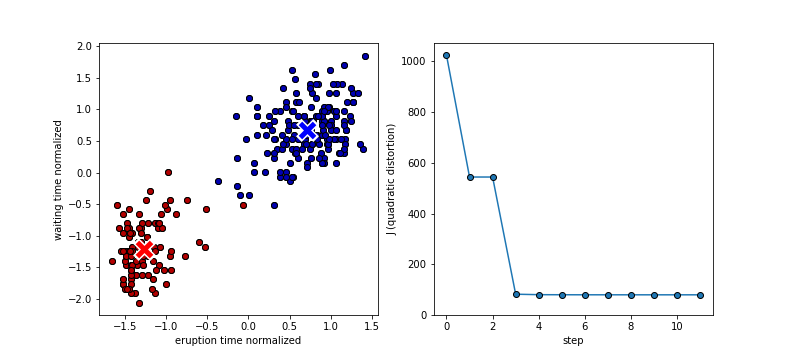 2.0
1.5
1.0
0.5
0.0
−0.5
−1.0
−1.5
−2.0
waiting time normalized
−1.5 −1.0 −0.5 0.0 0.5 1.0 1.5
eruption time normalized
1000
800
600
400
200
0
J (quadratic distortion)
0 2 4 6 8 10
step